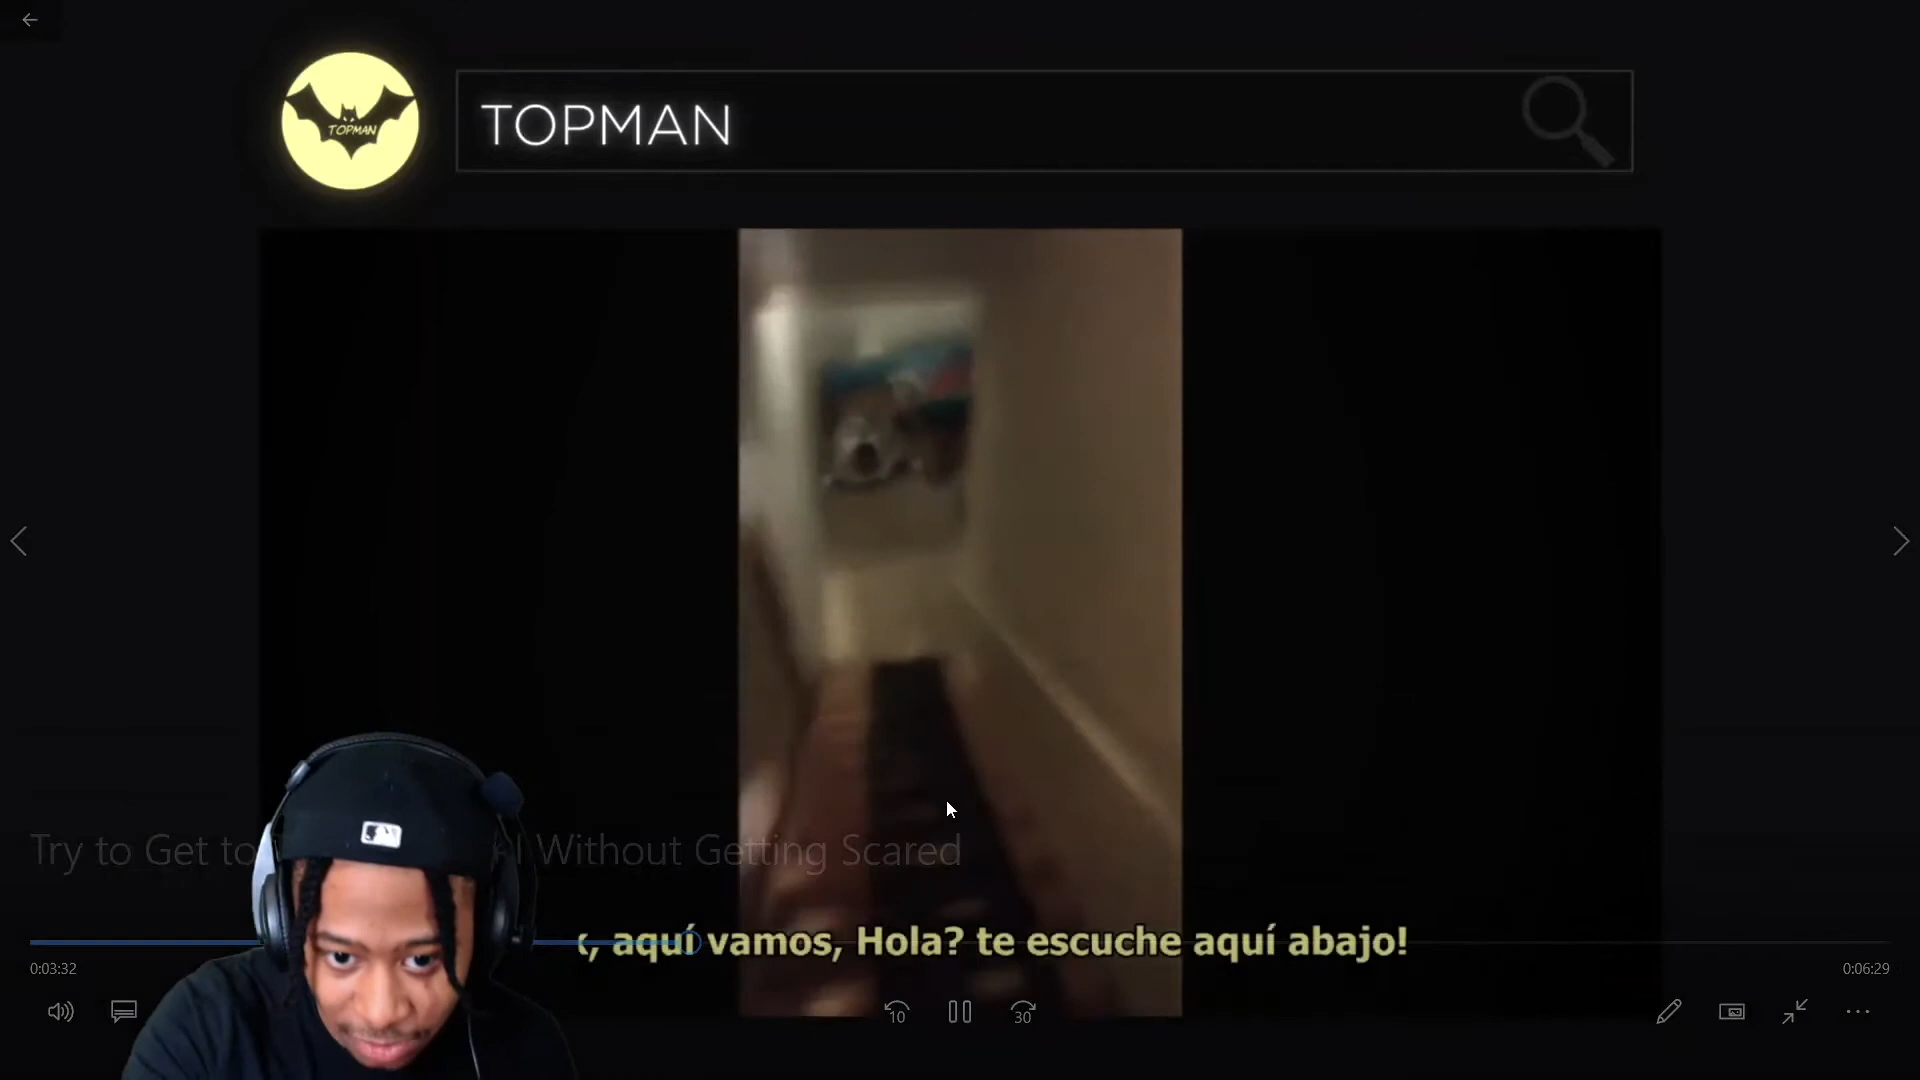 TOPMAN
TOPMAN
Try to Get to Without Getting Scared
, aquí vamos, Hola? te escuche aquí abajo!
0:03:32
0:06:29
10
30